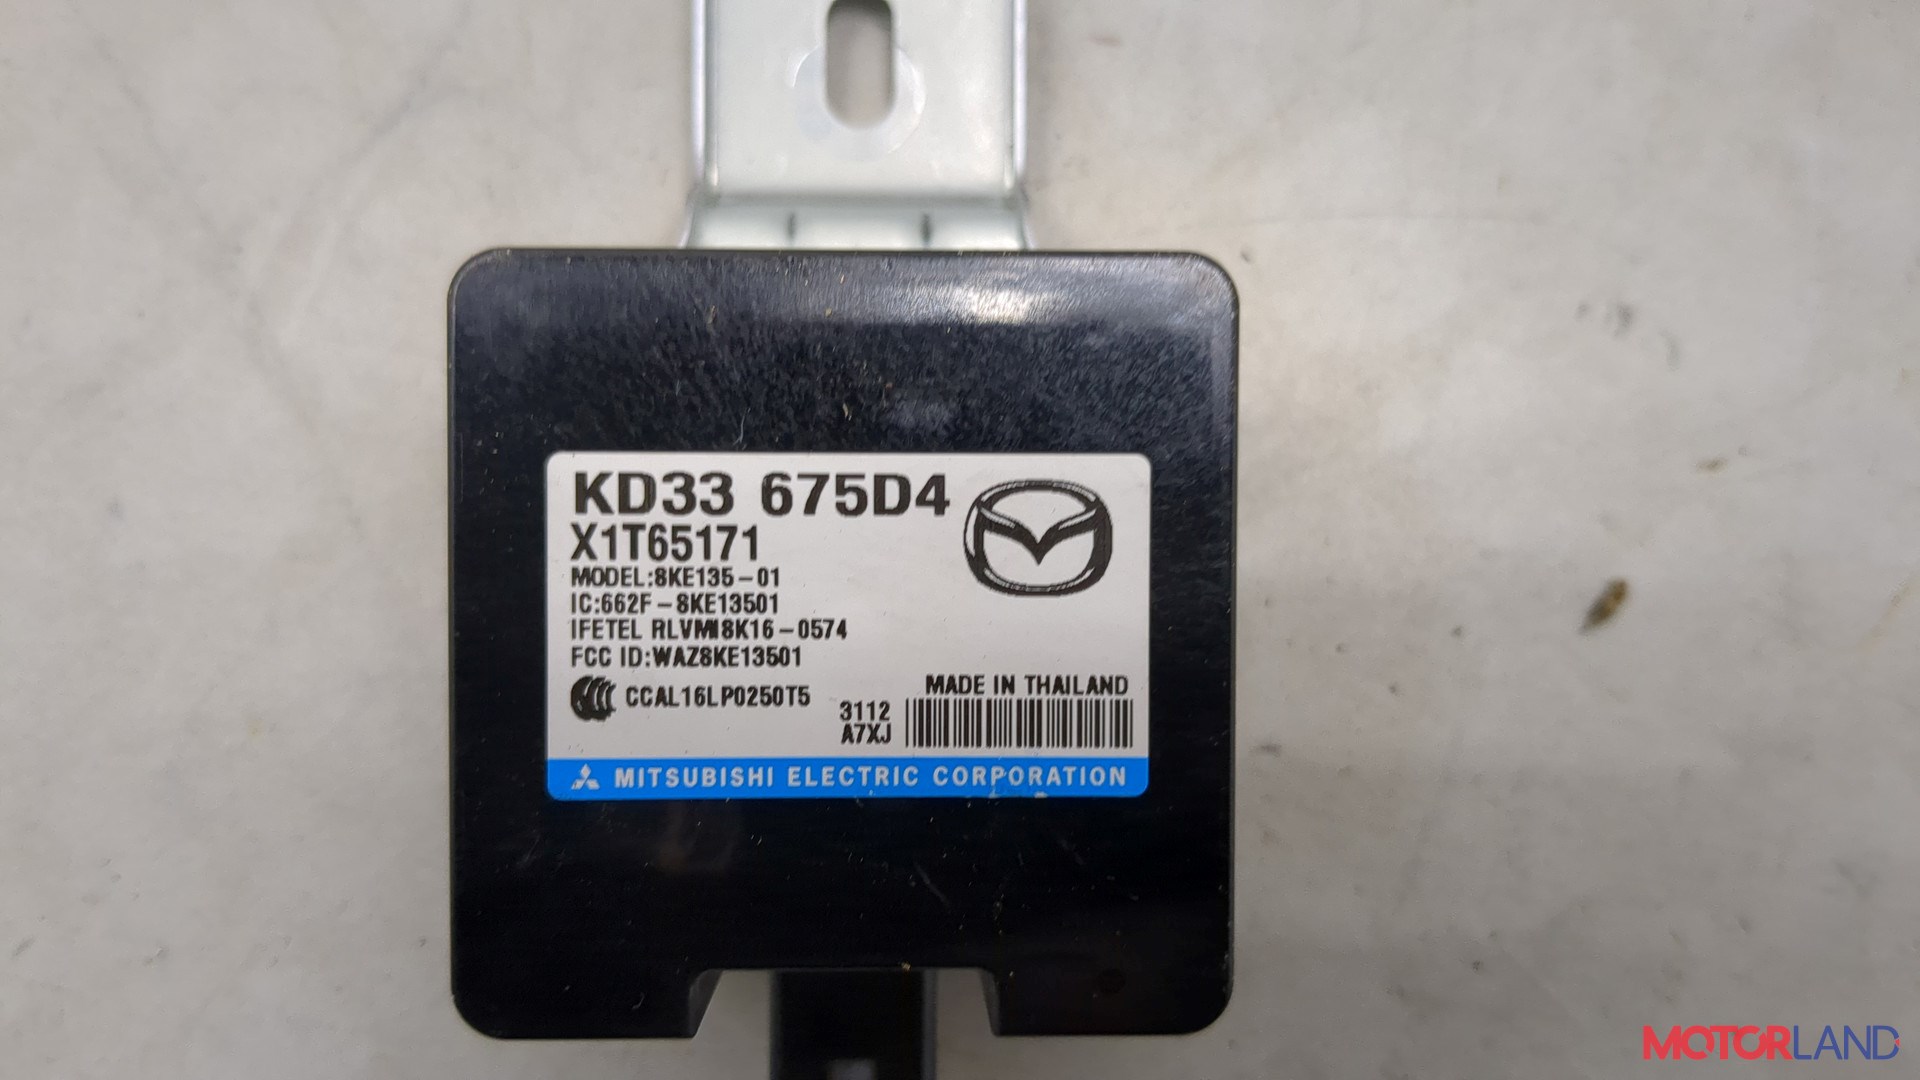 KD33 675D4
X1T65171
MODEL:8KE135-01
IC:662F-8KE13501
IFETEL RLVMI8K16-0574
FCC ID:WAZ8KE13501
CCAL16LP0250T5
MADE IN THAILAND
3112
A7XJ
MITSUBISHI ELECTRIC CORPORATION
MOTORLAND